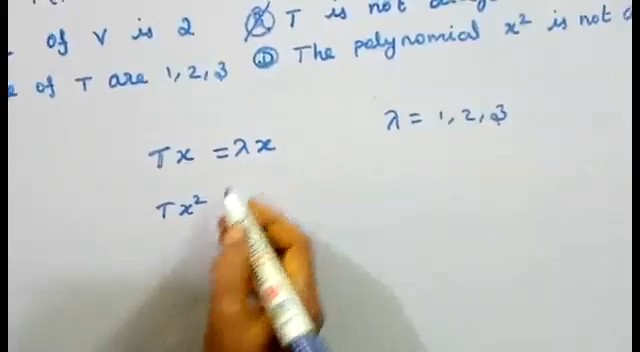 of V is 2 Ⓑ T is not
of T are 1, 2, 3 Ⓓ The polynomial x² is not
λ = 1, 2, 3
Tx = λx
Tx²